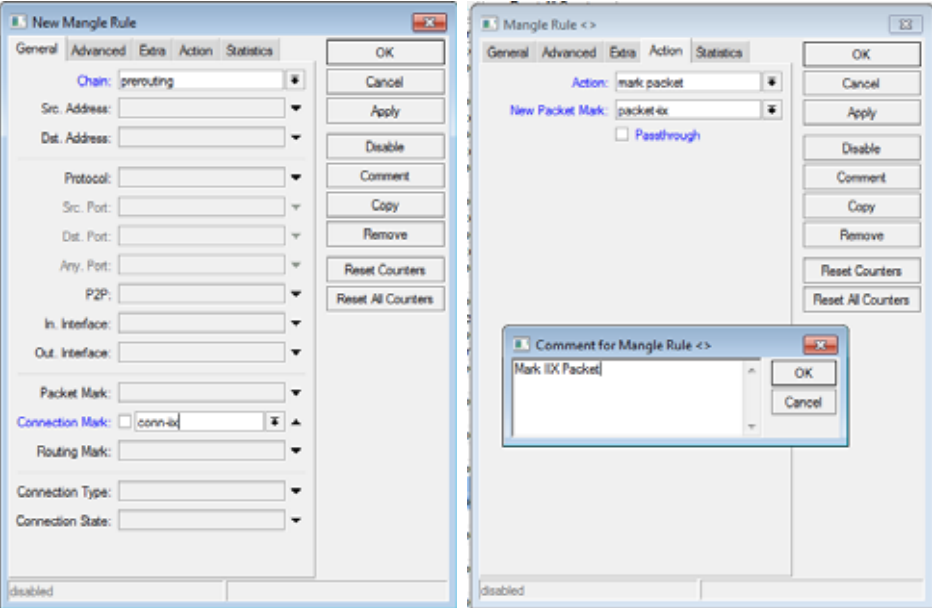 New Mangle Rule
General Advanced Extra Action Statistics
Chain: prerouting
Src. Address:
Dst. Address:
Protocol:
Src. Port:
Dst. Port:
Any. Port:
P2P:
In. Interface:
Out. Interface:
Packet Mark:
Connection Mark: conn-iix
Routing Mark:
Connection Type:
Connection State:
OK
Cancel
Apply
Disable
Comment
Copy
Remove
Reset Counters
Reset All Counters
disabled
Mangle Rule <>
General Advanced Extra Action Statistics
Action: mark packet
New Packet Mark: packet-iix
Passthrough
OK
Cancel
Apply
Disable
Comment
Copy
Remove
Reset Counters
Reset All Counters
Comment for Mangle Rule <>
Mark IIX Packet
OK
Cancel
disabled